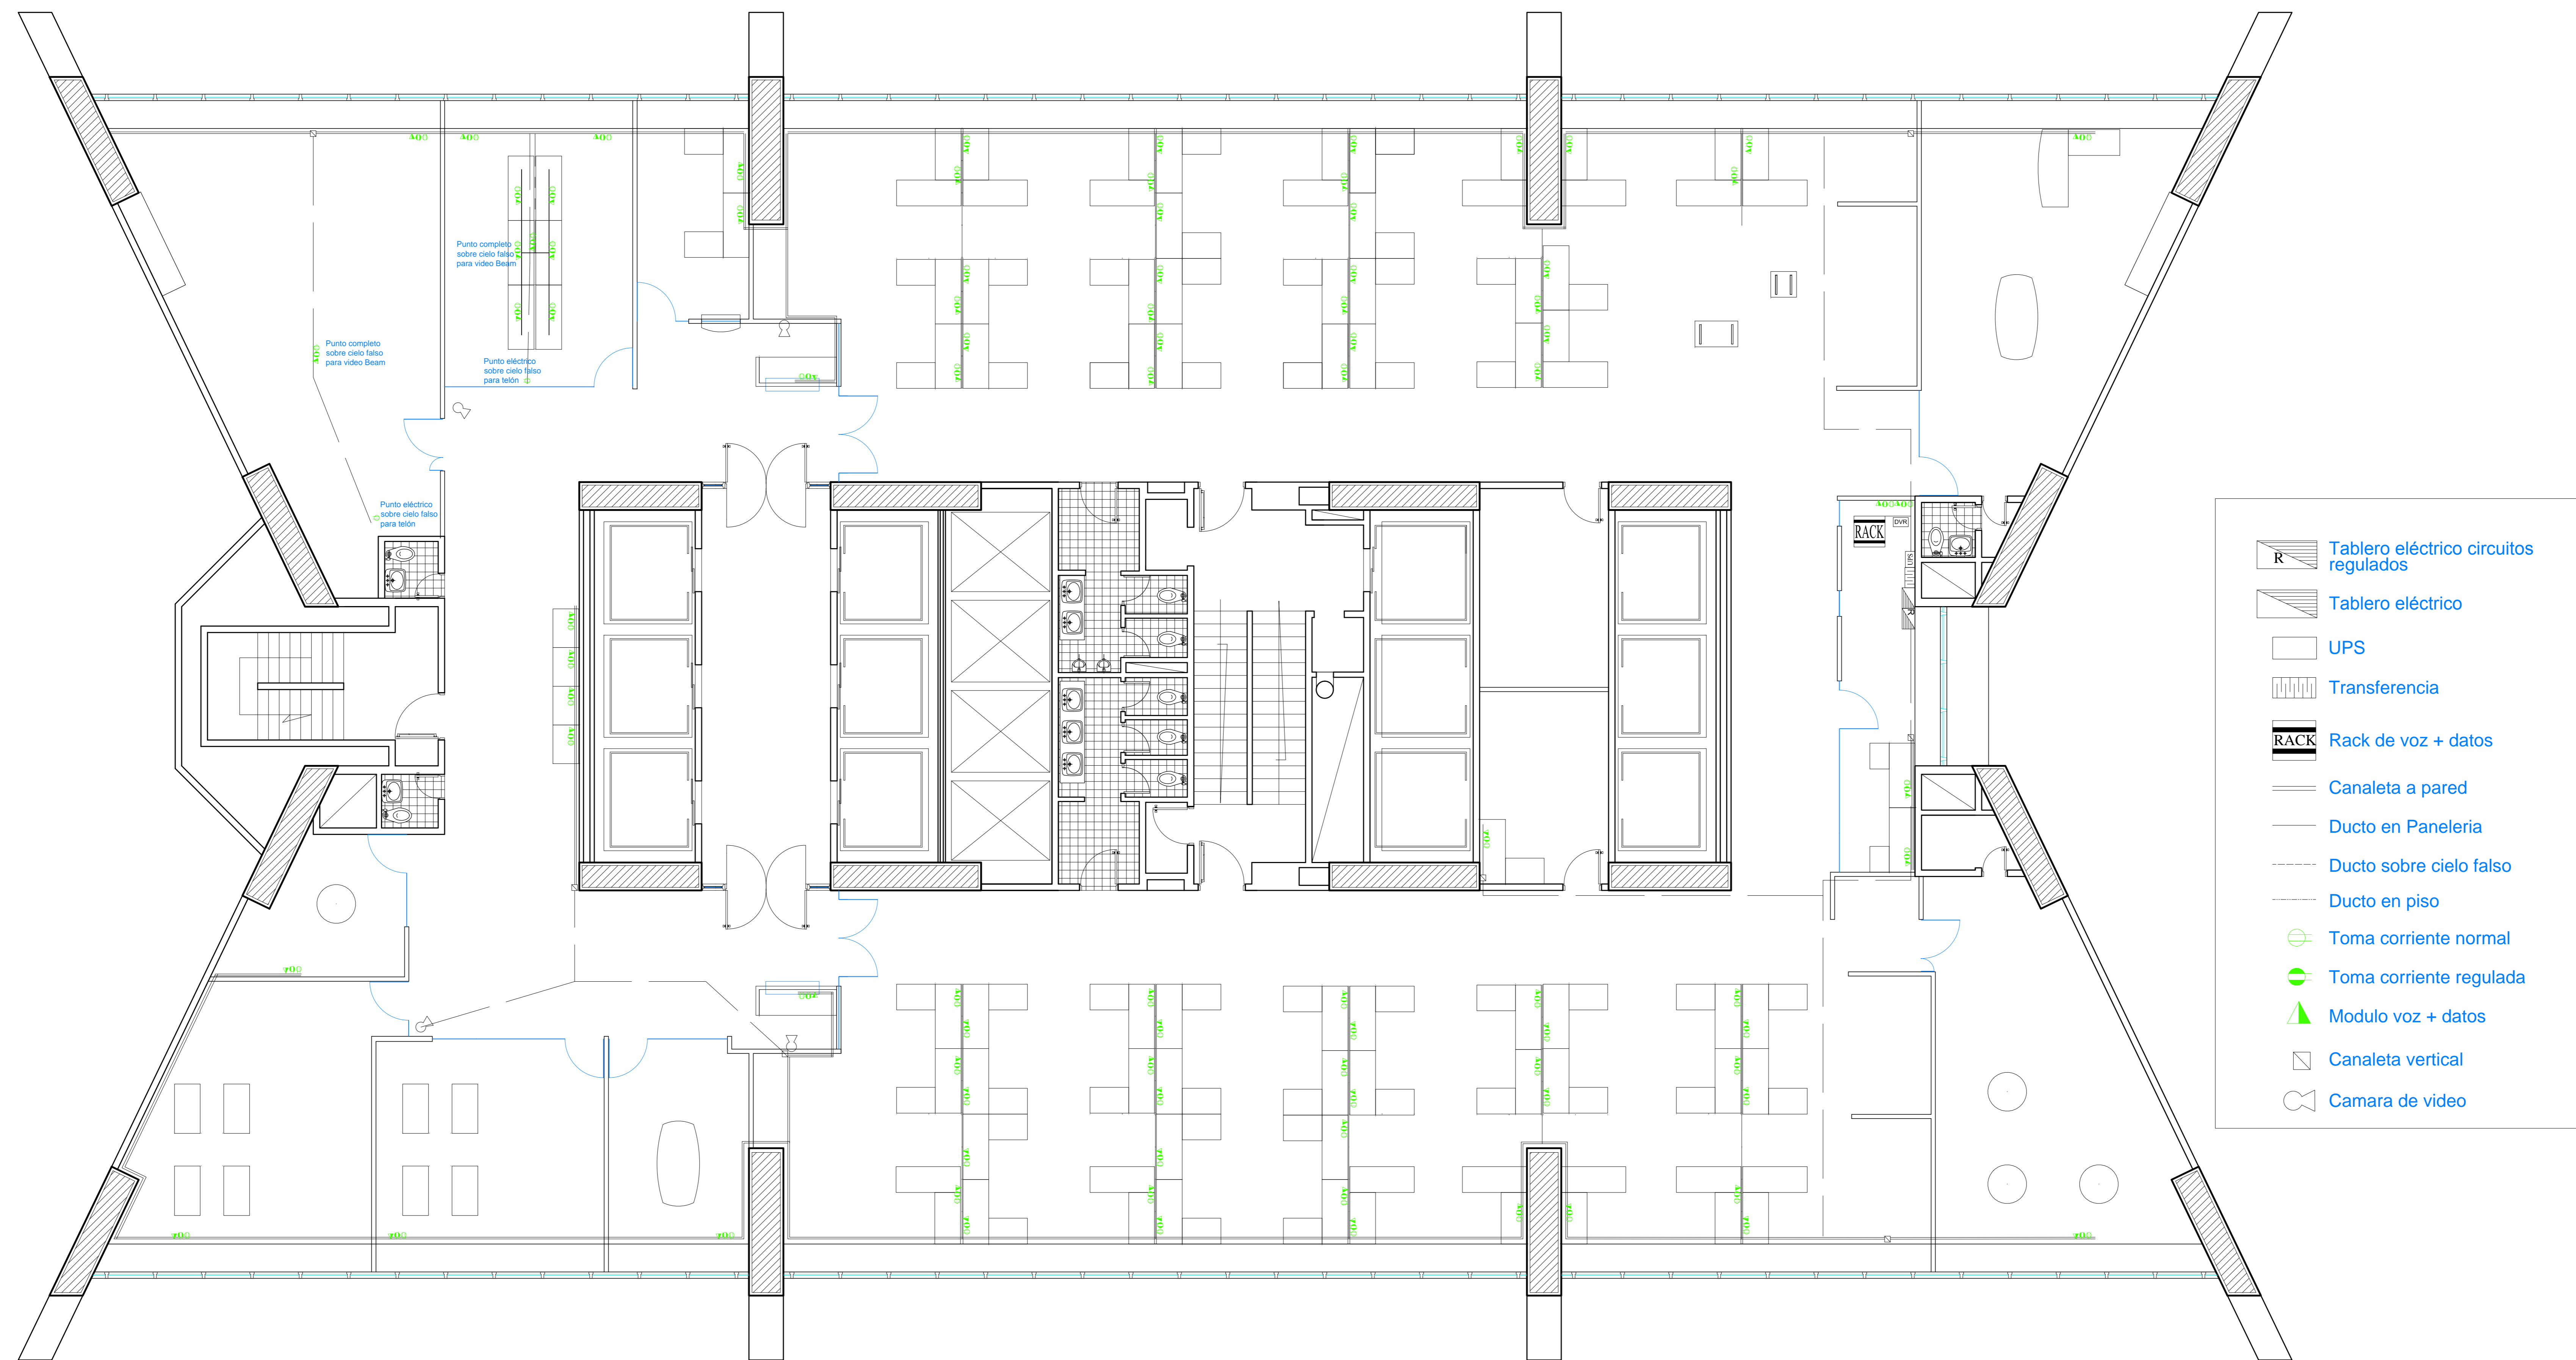 Punto completo
sobre cielo falso
para video Beam
Punto completo
sobre cielo falso
para video Beam
Punto eléctrico
sobre cielo falso
para telón
Punto eléctrico
sobre cielo falso
para telón
RACK
DVR
UPS
R
R
Tablero eléctrico circuitos
regulados
Tablero eléctrico
UPS
Transferencia
RACK
Rack de voz + datos
Canaleta a pared
Ducto en Paneleria
Ducto sobre cielo falso
Ducto en piso
Toma corriente normal
Toma corriente regulada
Modulo voz + datos
Canaleta vertical
Camara de video